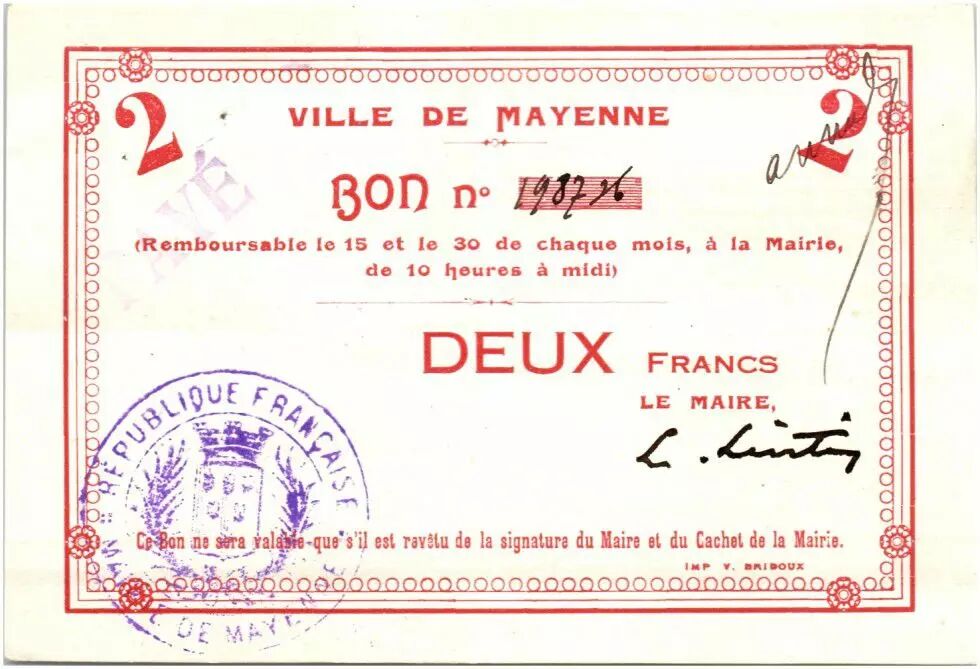 2 VILLE DE MAYENNE 2
BON nº 198726
PAYÉ
(Remboursable le 15 et le 30 de chaque mois, à la Mairie,
de 10 heures à midi)
DEUX FRANCS
LE MAIRE,
RÉPUBLIQUE FRANÇAISE
DE MAYENNE
Ce Bon ne sera valable que s'il est revêtu de la signature du Maire et du Cachet de la Mairie.
IMP V. BRIDOUX